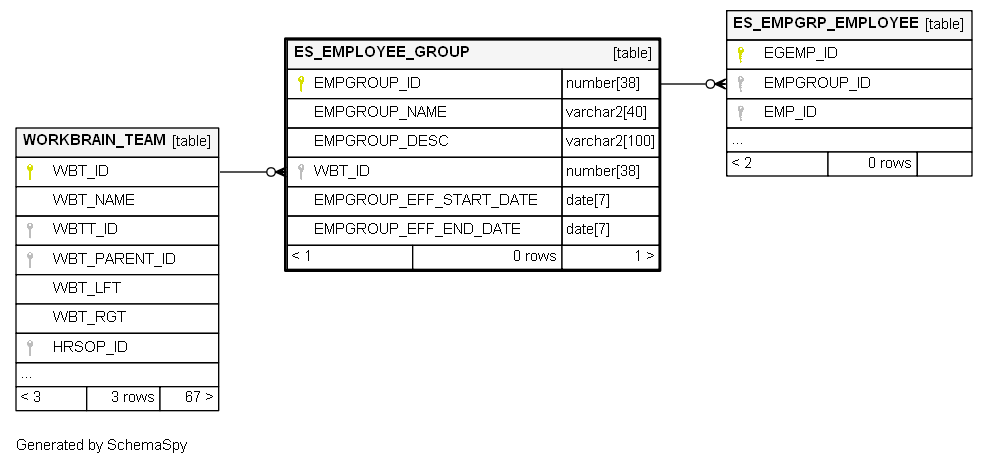 WORKBRAIN_TEAM [table]
WBT_ID
WBT_NAME
WBTT_ID
WBT_PARENT_ID
WBT_LFT
WBT_RGT
HRSOP_ID
...
< 3 3 rows 67 >
ES_EMPLOYEE_GROUP [table]
EMPGROUP_ID number[38]
EMPGROUP_NAME varchar2[40]
EMPGROUP_DESC varchar2[100]
WBT_ID number[38]
EMPGROUP_EFF_START_DATE date[7]
EMPGROUP_EFF_END_DATE date[7]
< 1 0 rows 1 >
ES_EMPGRP_EMPLOYEE [table]
EGEMP_ID
EMPGROUP_ID
EMP_ID
...
< 2 0 rows
Generated by SchemaSpy